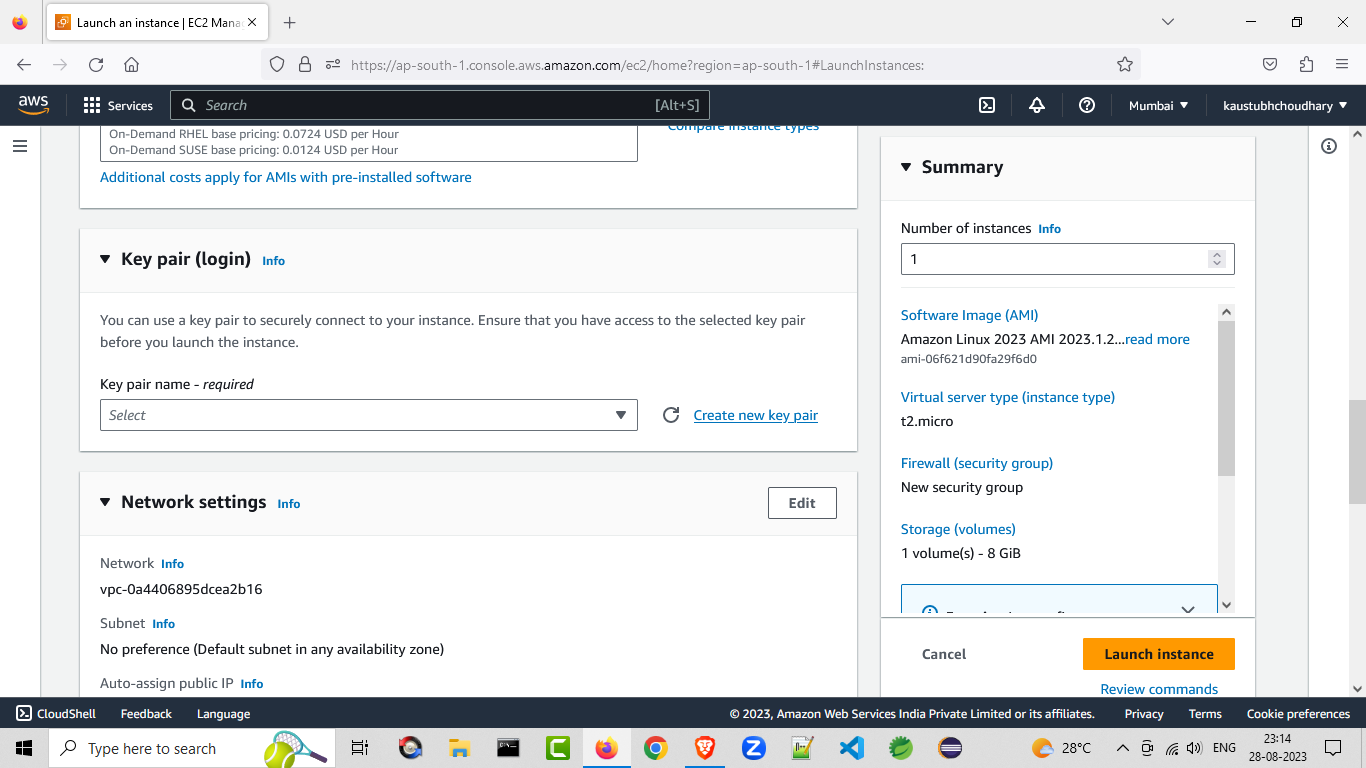 Launch an instance | EC2 Mana
https://ap-south-1.console.aws.amazon.com/ec2/home?region=ap-south-1#LaunchInstances:
aws
Services
Search
[Alt+S]
Mumbai
kaustubhchoudhary
On-Demand RHEL base pricing: 0.0724 USD per Hour
On-Demand SUSE base pricing: 0.0124 USD per Hour
Compare instance types
Additional costs apply for AMIs with pre-installed software
Key pair (login) Info
You can use a key pair to securely connect to your instance. Ensure that you have access to the selected key pair
before you launch the instance.
Key pair name - required
Select
Create new key pair
Network settings Info
Edit
Network Info
vpc-0a4406895dcea2b16
Subnet Info
No preference (Default subnet in any availability zone)
Auto-assign public IP Info
Summary
Number of instances Info
1
Software Image (AMI)
Amazon Linux 2023 AMI 2023.1.2...read more
ami-06f621d90fa29f6d0
Virtual server type (instance type)
t2.micro
Firewall (security group)
New security group
Storage (volumes)
1 volume(s) - 8 GiB
Cancel
Launch instance
Review commands
CloudShell
Feedback
Language
© 2023, Amazon Web Services India Private Limited or its affiliates.
Privacy
Terms
Cookie preferences
Type here to search
28°C
ENG
23:14
28-08-2023